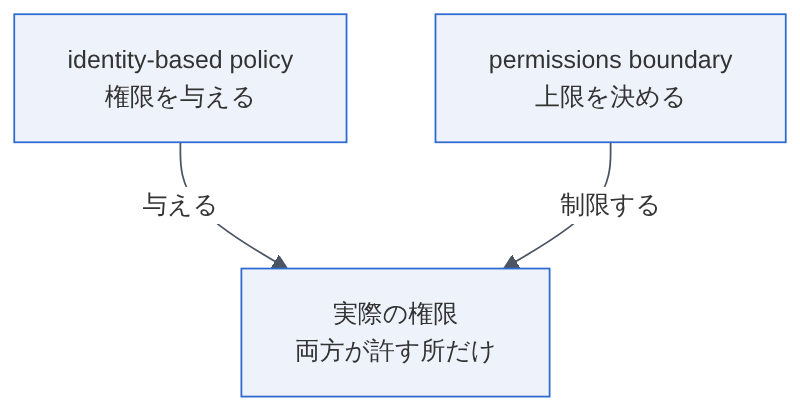 identity-based policy
権限を与える
permissions boundary
上限を決める
与える
制限する
実際の権限
両方が許す所だけ